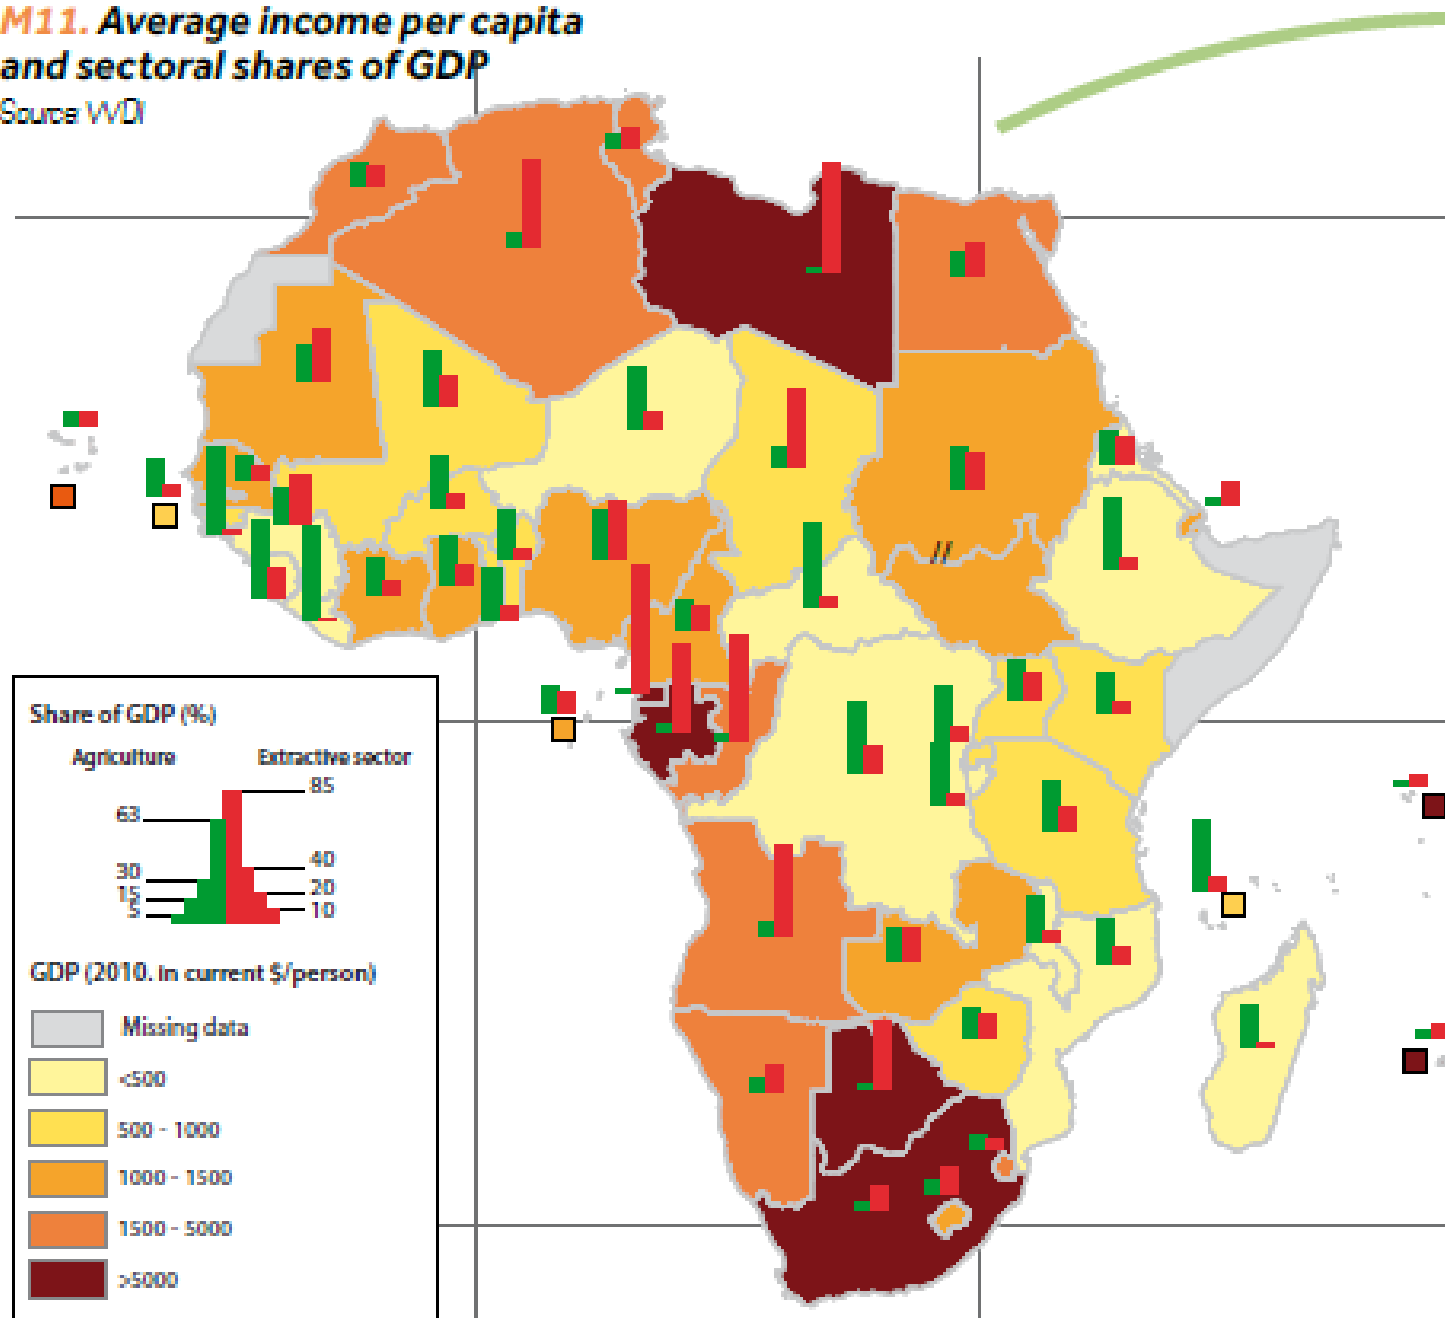 M11. Average income per capita
and sectoral shares of GDP
Source WDI
//
Share of GDP (%)
Agriculture Extractive sector
85
63
40
30
20
15
10
5
GDP (2010. in current $/person)
Missing data
<500
500 - 1000
1000 - 1500
1500 - 5000
>5000